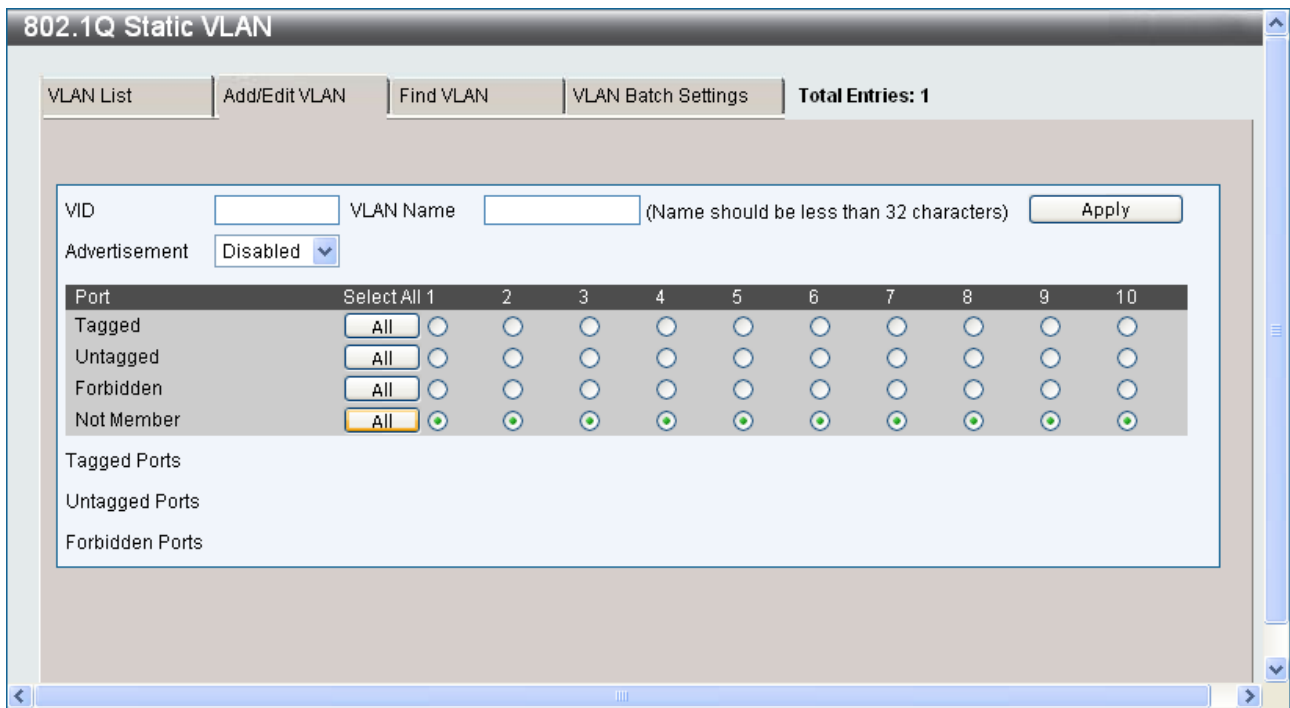 802.1Q Static VLAN
VLAN List Add/Edit VLAN Find VLAN VLAN Batch Settings Total Entries: 1
VID VLAN Name (Name should be less than 32 characters) Apply
Advertisement Disabled
Port Select All 1 2 3 4 5 6 7 8 9 10
Tagged All
Untagged All
Forbidden All
Not Member All
Tagged Ports
Untagged Ports
Forbidden Ports